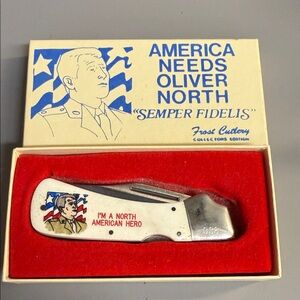 AMERICA
NEEDS
OLIVER
NORTH
"SEMPER FIDELIS"
Frost Cutlery
COLLECTORS EDITION
I'M A NORTH
AMERICAN HERO